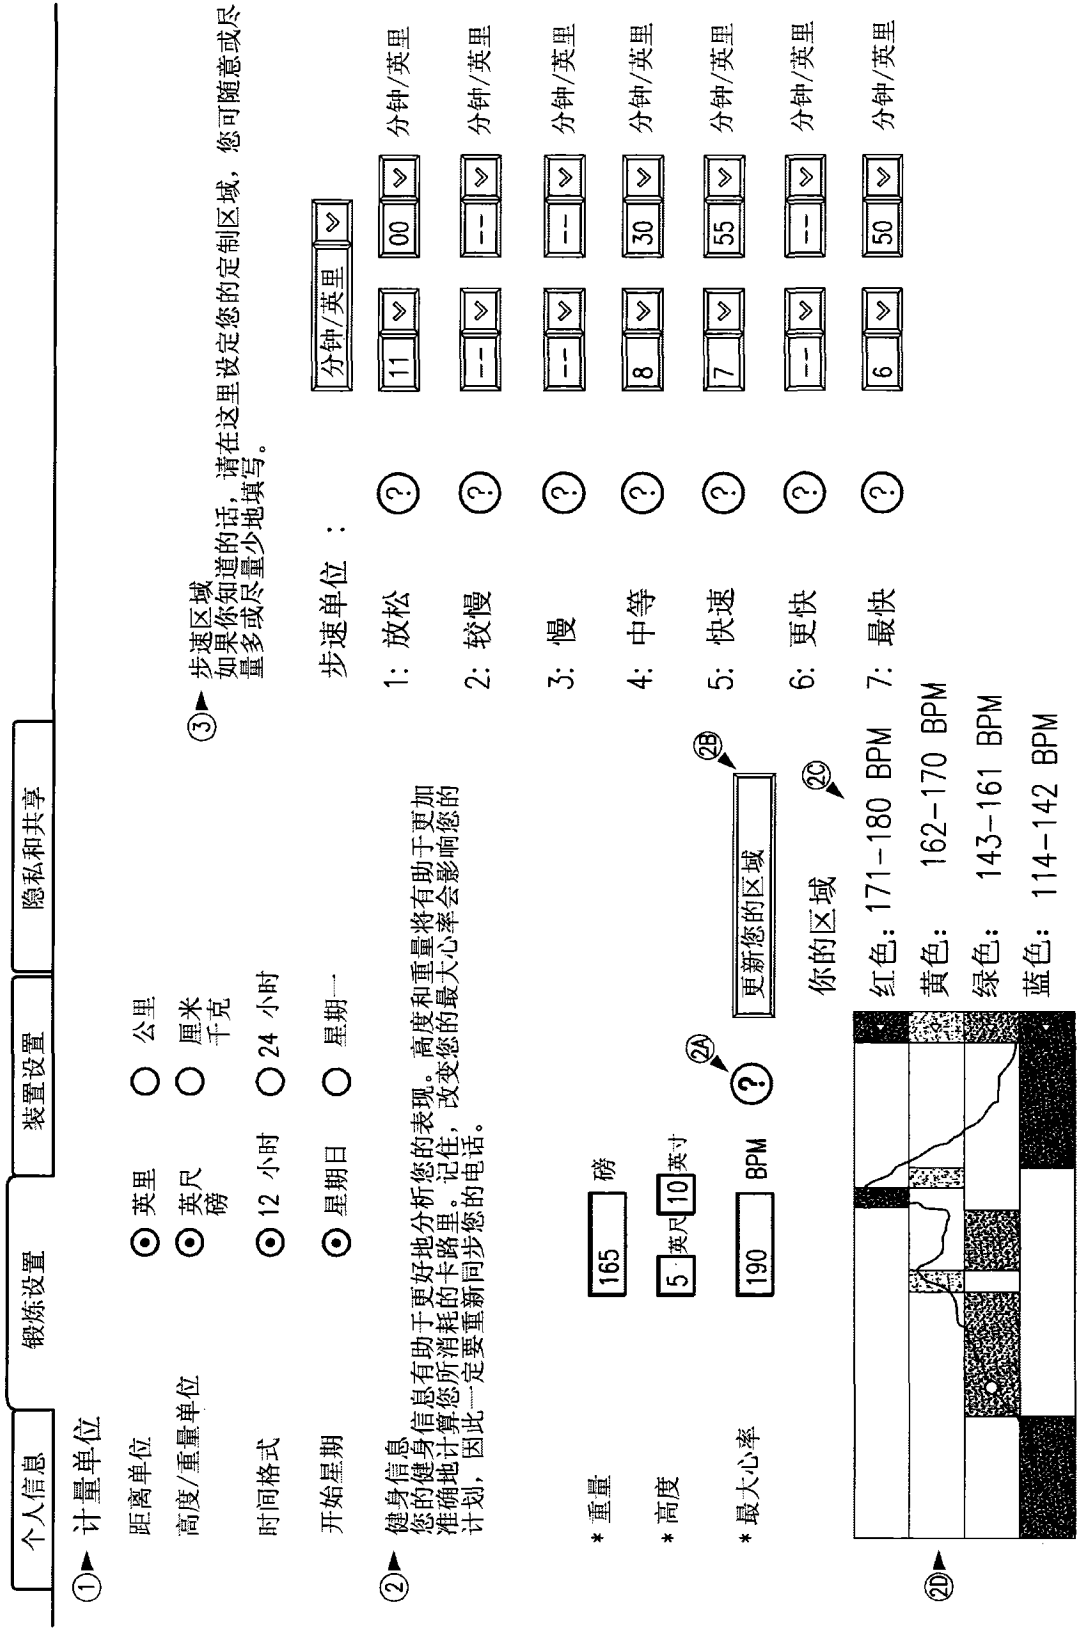 个人信息
锻炼设置
装置设置
隐私和共享
① 计量单位
距离单位 英里 公里
高度/重量单位 英尺 厘米
磅 千克
时间格式 12 小时 24 小时
开始星期 星期日 星期一
② 健身信息
您的健身信息有助于更好地分析您的表现。高度和重量将有助于更加
准确地计算您所消耗的卡路里。记住，改变您的最大心率会影响您的
计划，因此一定要重新同步您的电话。
*重量 165 磅
*高度 5 英尺 10 英寸
*最大心率 190 BPM ? 2A
更新您的区域 2B
你的区域 2C
红色：171-180 BPM
黄色：162-170 BPM
绿色：143-161 BPM
蓝色：114-142 BPM
2D
③ 步速区域
如果你知道的话，请在这里设定您的定制区域，您可随意或尽
量多或尽量少地填写。
步速单位： 分钟/英里
1: 放松 ? 11 00 分钟/英里
2: 较慢 ? -- -- 分钟/英里
3: 慢 ? -- -- 分钟/英里
4: 中等 ? 8 30 分钟/英里
5: 快速 ? 7 55 分钟/英里
6: 更快 ? -- -- 分钟/英里
7: 最快 ? 6 50 分钟/英里